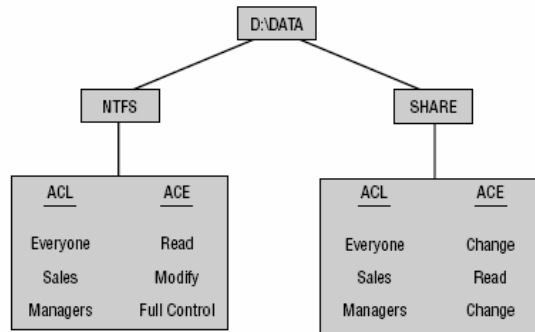 D:\DATA
NTFS
SHARE
ACL ACE
Everyone Read
Sales Modify
Managers Full Control
ACL ACE
Everyone Change
Sales Read
Managers Change